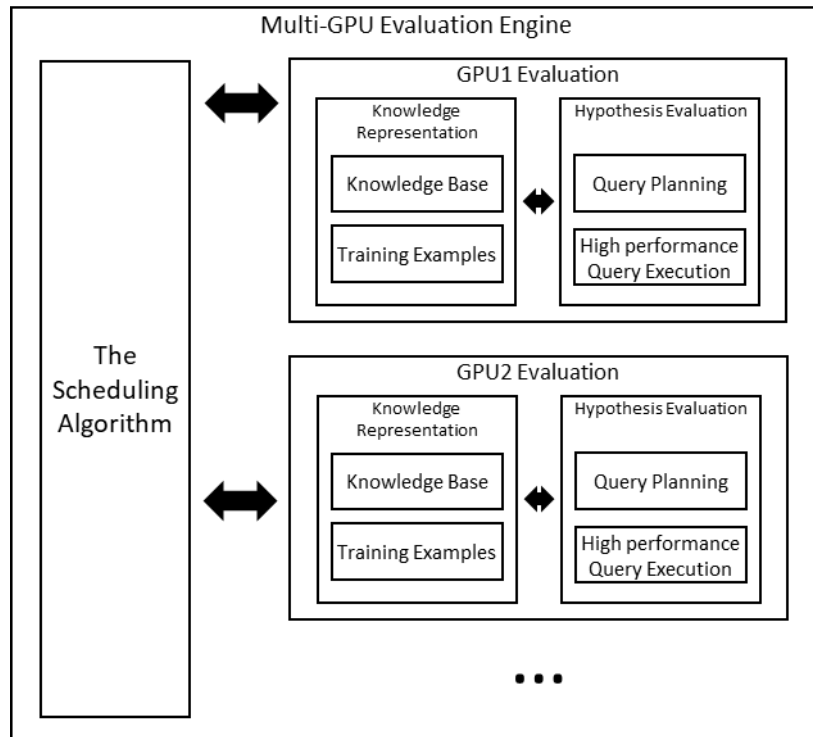 Multi-GPU Evaluation Engine
The
Scheduling
Algorithm
GPU1 Evaluation
Knowledge
Representation
Knowledge Base
Training Examples
Hypothesis Evaluation
Query Planning
High performance
Query Execution
GPU2 Evaluation
Knowledge
Representation
Knowledge Base
Training Examples
Hypothesis Evaluation
Query Planning
High performance
Query Execution
...